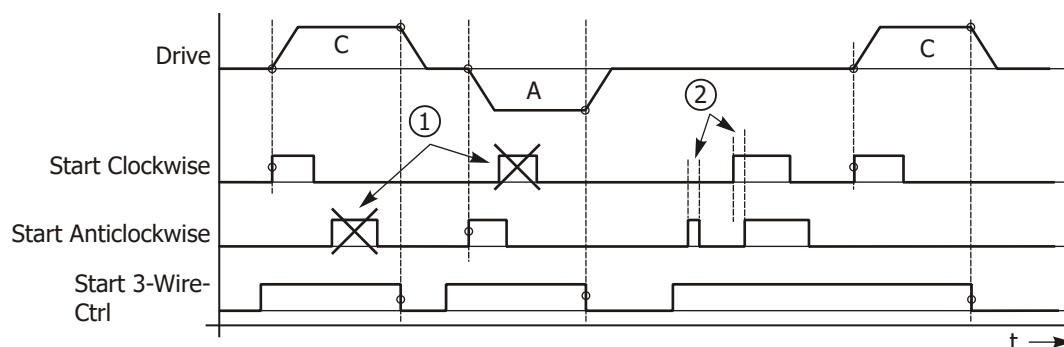 C
C
Drive
A
1
2
Start Clockwise
Start Anticlockwise
Start 3-Wire-
Ctrl
t